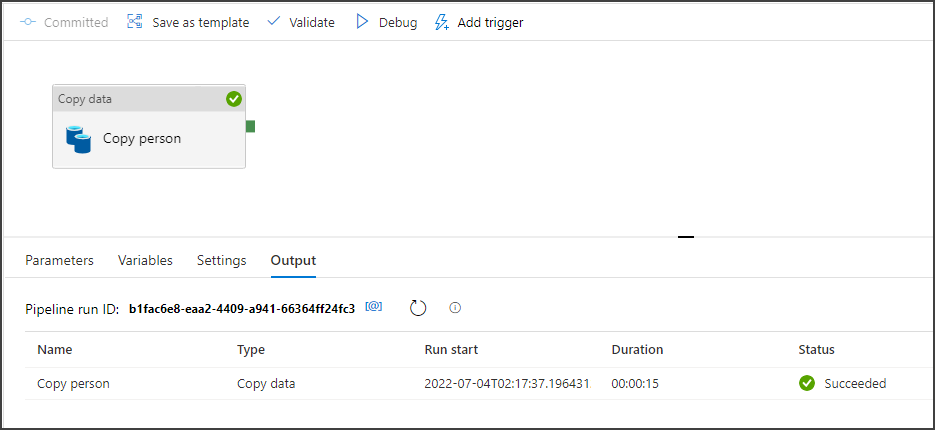 Committed Save as template Validate Debug Add trigger
Copy data
Copy person
Parameters Variables Settings Output
Pipeline run ID: b1fac6e8-eaa2-4409-a941-66364ff24fc3 [@]
Name Type Run start Duration Status
Copy person Copy data 2022-07-04T02:17:37.196431 00:00:15 Succeeded